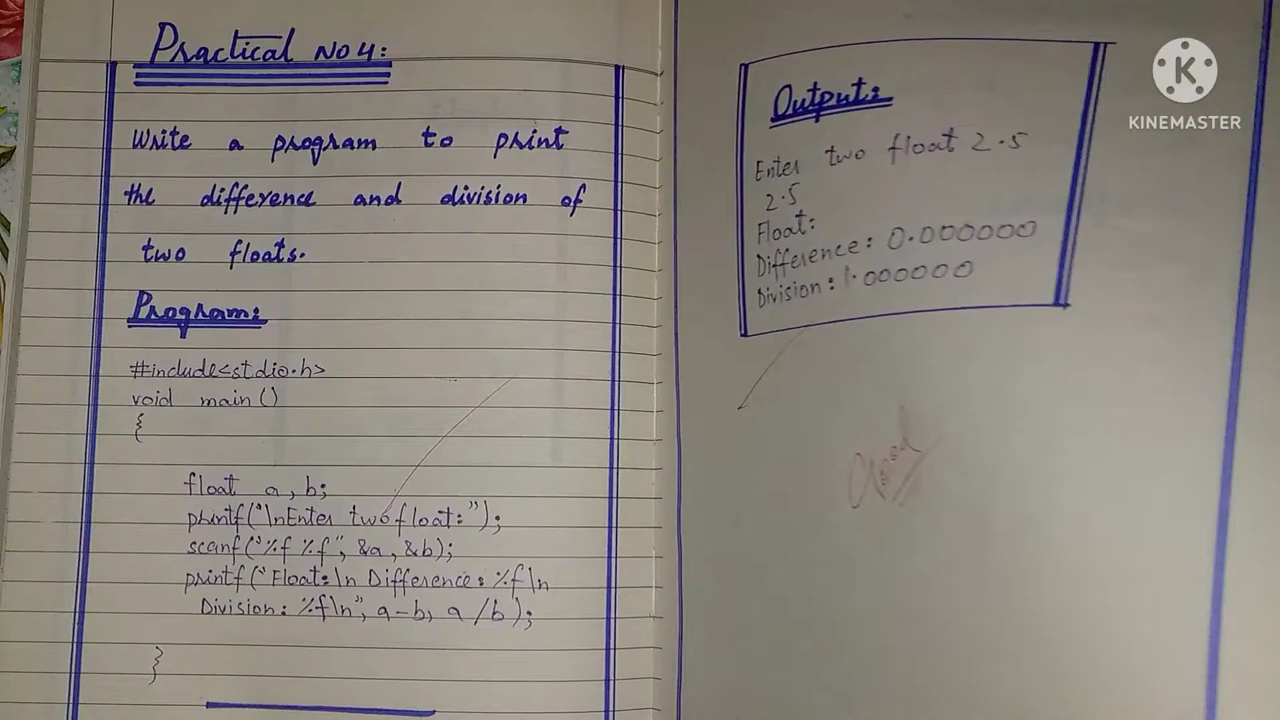 Practical No 4:
Write a program to print
the difference and division of
two floats.
Program:
#include<stdio.h>
void main()
{
float a, b;
printf("\nEnter two float:");
scanf("%f %f", &a, &b);
printf("Float:\n Difference: %f\n
Division: %f\n", a-b, a/b);
}
Output:
Enter two float 2.5
2.5
Float:
Difference: 0.000000
Division: 1.000000
Good
KINEMASTER